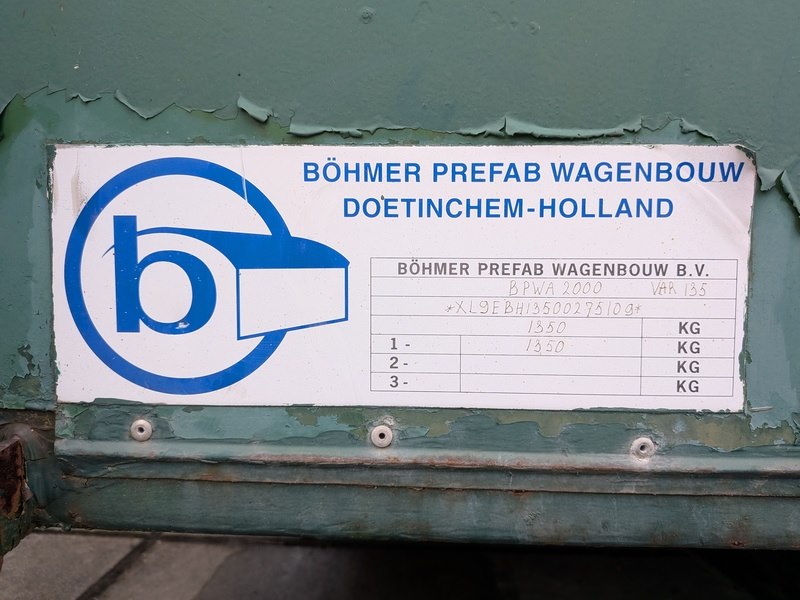 b
BÖHMER PREFAB WAGENBOUW
DOETINCHEM-HOLLAND
BÖHMER PREFAB WAGENBOUW B.V.
BPWA 2000 VAR 135
*XL9EBH13500275109*
1350 KG
1- 1350 KG
2- KG
3- KG